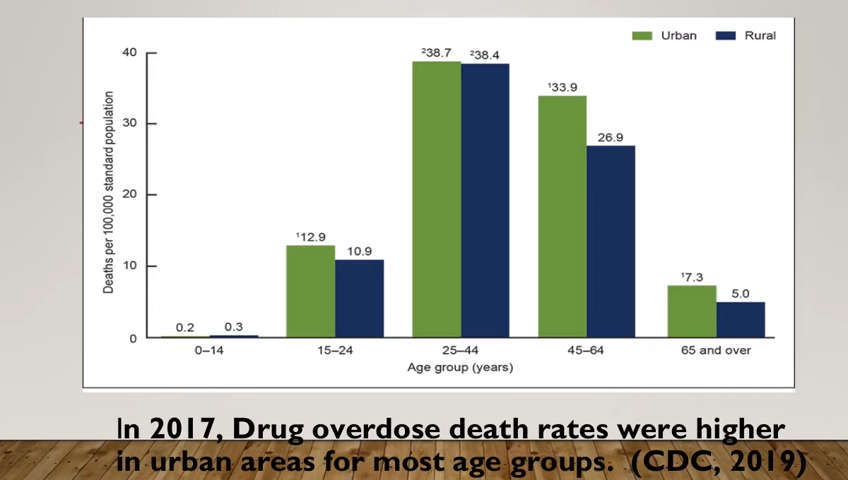 Urban Rural
40
30
20
10
0
Deaths per 100,000 standard population
0.2 0.3
¹12.9 10.9
²38.7 ²38.4
¹33.9 26.9
¹7.3 5.0
0–14 15–24 25–44 45–64 65 and over
Age group (years)
In 2017, Drug overdose death rates were higher
in urban areas for most age groups. (CDC, 2019)